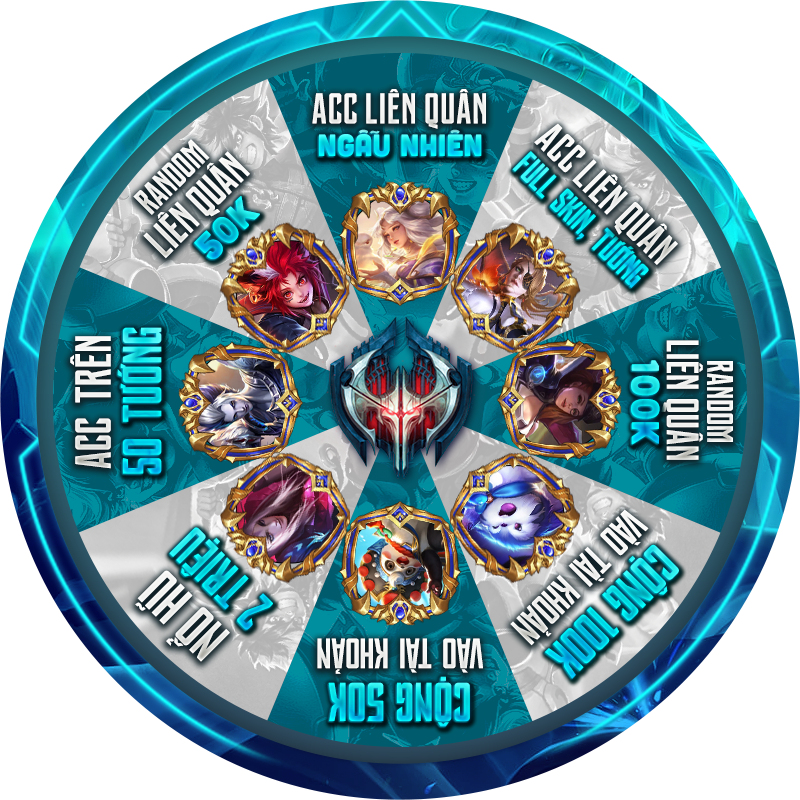 ACC LIÊN QUÂN
NGẪU NHIÊN
ACC LIÊN QUÂN
FULL SKIN, TƯỚNG
RANDOM
LIÊN QUÂN
100K
CỘNG 100K
VÀO TÀI KHOẢN
CỘNG 50K
VÀO TÀI KHOẢN
NỔ HŨ
2 TRIỆU
ACC TRÊN
50 TƯỚNG
RANDOM
LIÊN QUÂN
50K